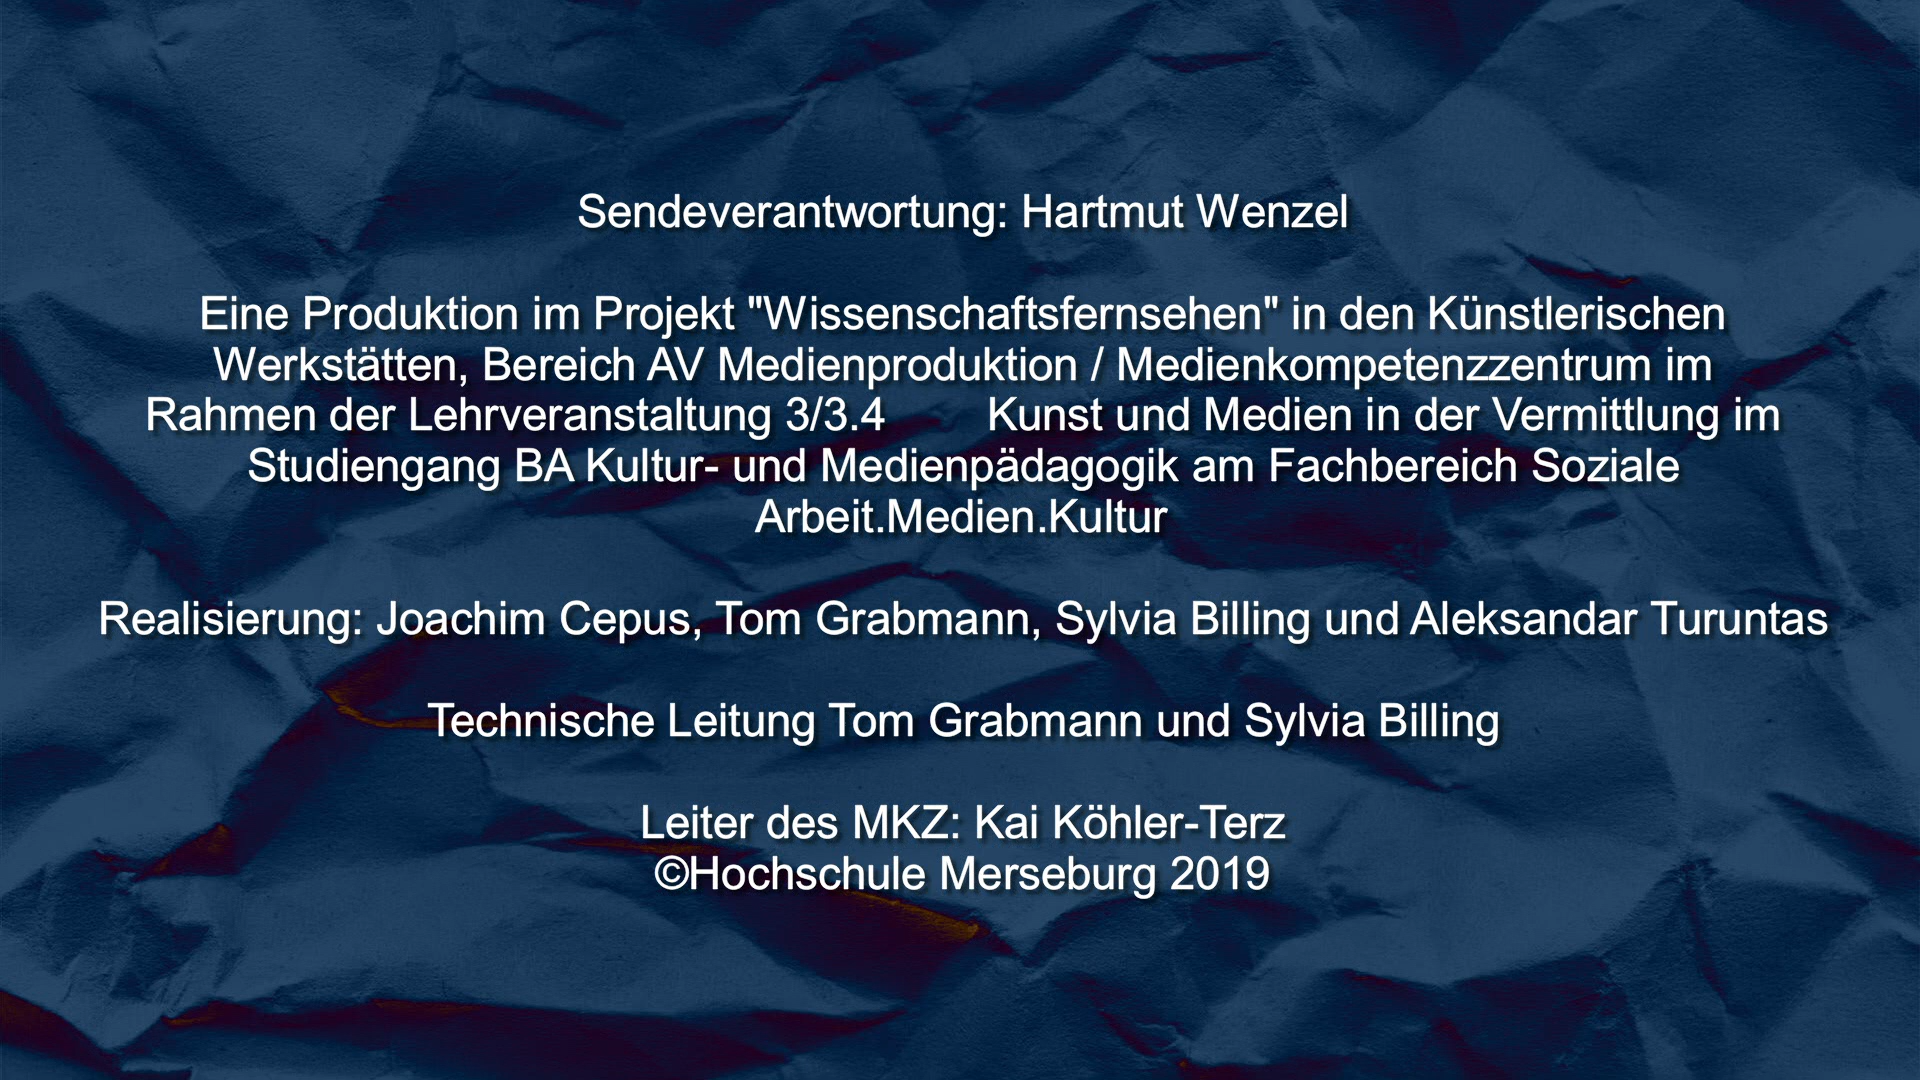 Sendeverantwortung: Hartmut Wenzel
Eine Produktion im Projekt "Wissenschaftsfernsehen" in den Künstlerischen
Werkstätten, Bereich AV Medienproduktion / Medienkompetenzzentrum im
Rahmen der Lehrveranstaltung 3/3.4 Kunst und Medien in der Vermittlung im
Studiengang BA Kultur- und Medienpädagogik am Fachbereich Soziale
Arbeit.Medien.Kultur
Realisierung: Joachim Cepus, Tom Grabmann, Sylvia Billing und Aleksandar Turuntas
Technische Leitung Tom Grabmann und Sylvia Billing
Leiter des MKZ: Kai Köhler-Terz
©Hochschule Merseburg 2019